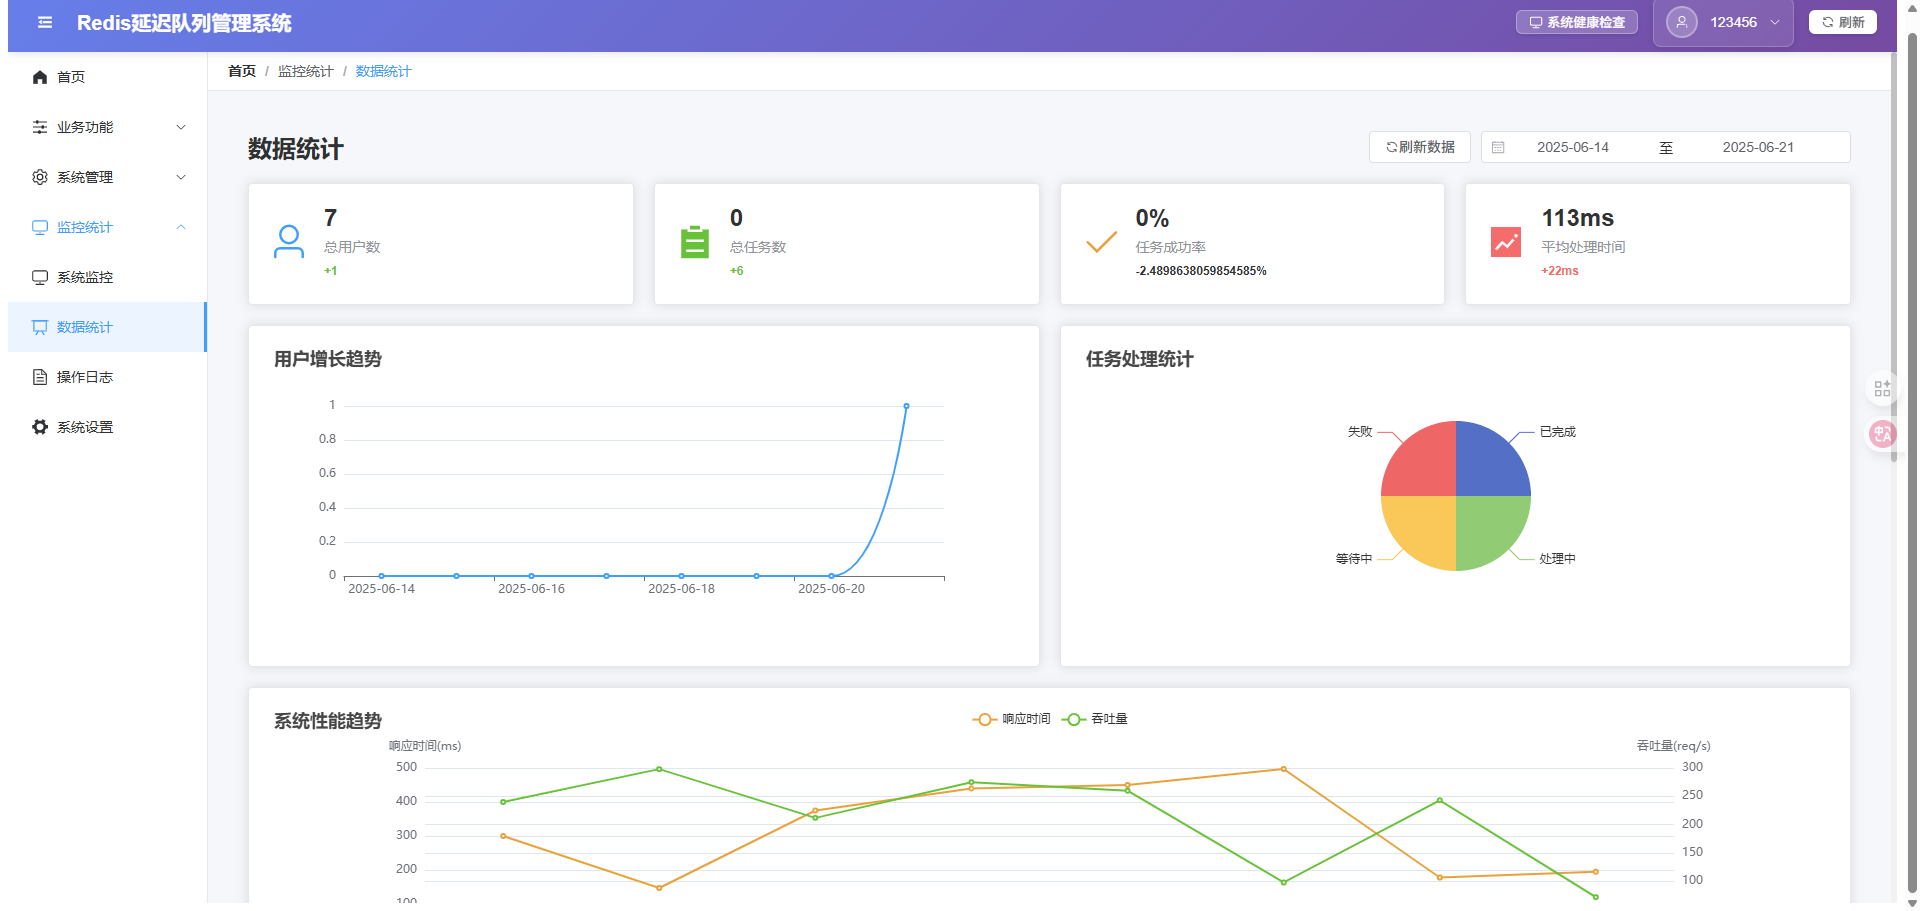 Redis延迟队列管理系统
系统健康检查
123456
刷新
首页
业务功能
系统管理
监控统计
系统监控
数据统计
操作日志
系统设置
首页 / 监控统计 / 数据统计
数据统计
刷新数据
2025-06-14 至 2025-06-21
7
总用户数
+1
0
总任务数
+6
0%
任务成功率
-2.4898638059854585%
113ms
平均处理时间
+22ms
用户增长趋势
1
0.8
0.6
0.4
0.2
0
2025-06-14 2025-06-16 2025-06-18 2025-06-20
任务处理统计
失败 已完成
等待中 处理中
系统性能趋势
响应时间 吞吐量
响应时间(ms) 吞吐量(req/s)
500 300
400 250
300 200
200 150
100 100
中A